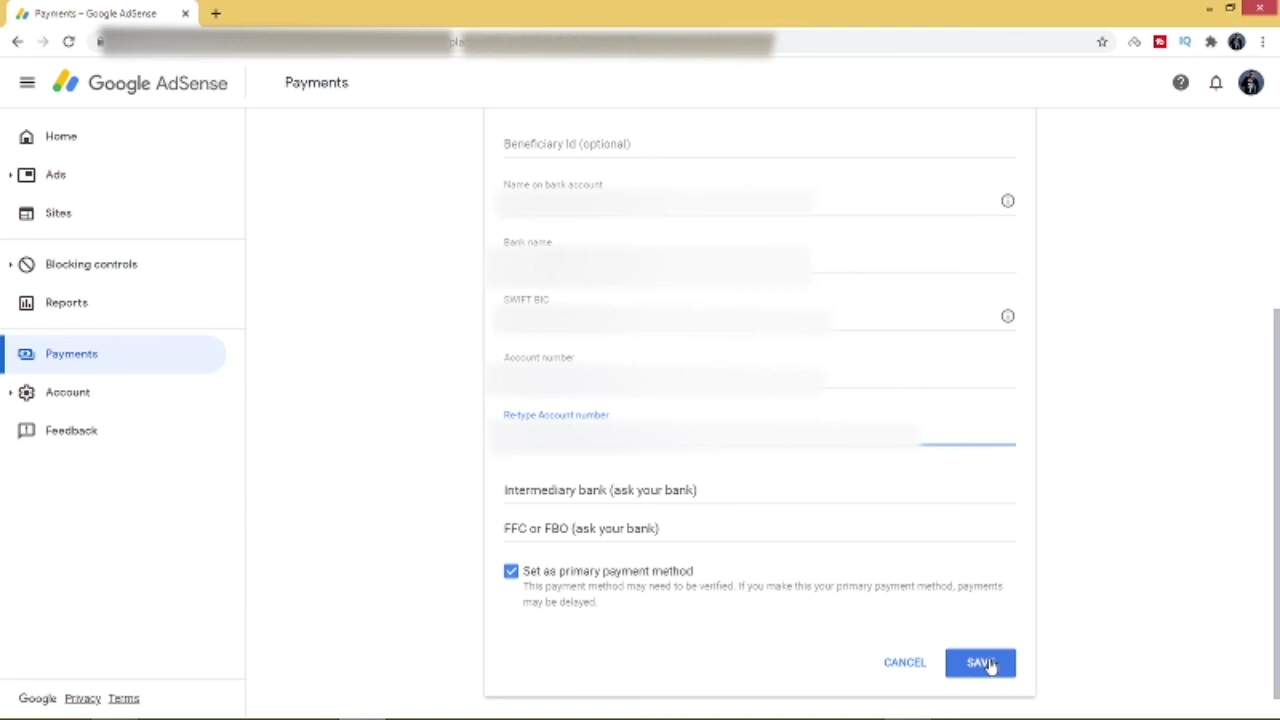 Payments – Google AdSense
Google AdSense
Payments
Home
Ads
Sites
Blocking controls
Reports
Payments
Account
Feedback
Google Privacy Terms
Beneficiary Id (optional)
Name on bank account
Bank name
SWIFT BIC
Account number
Re-type Account number
Intermediary bank (ask your bank)
FFC or FBO (ask your bank)
Set as primary payment method
This payment method may need to be verified. If you make this your primary payment method, payments
may be delayed.
CANCEL
SAVE